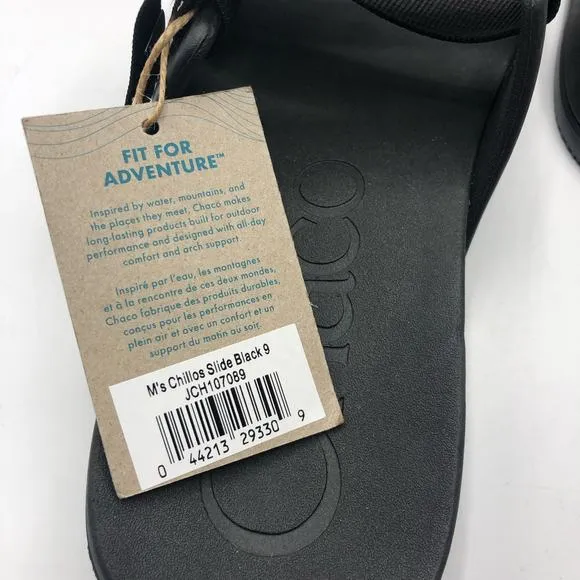 FIT FOR
ADVENTURE™
Inspired by water, mountains, and
the places they meet, Chaco makes
long-lasting products built for outdoor
performance and designed with all-day
comfort and arch support.
Inspiré par l'eau, les montagnes
et à la rencontre de ces deux mondes,
Chaco fabrique des produits durables,
conçus pour les performances en
plein air et avec un confort et un
support du matin au soir.
M's Chillos Slide Black 9
JCH107089
0 44213 29330 9
Chaco